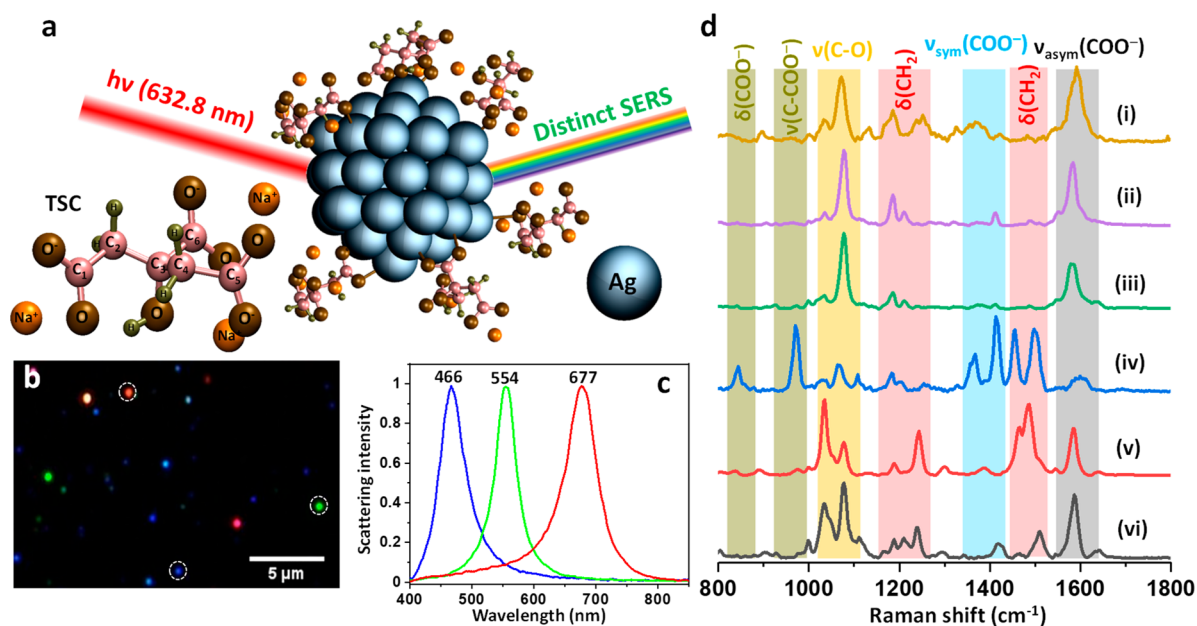 a
hν (632.8 nm)
Distinct SERS
TSC
O⁻
Na⁺
H
H
C₂
H
C₆
O⁻
O
O
C₁
C₃
C₄
C₅
H
Na⁺
O
H
O
O⁻
Na⁺
Ag
b
5 µm
c
466 554 677
1
0.8
0.6
0.4
0.2
0
Scattering intensity
400 500 600 700 800
Wavelength (nm)
d
δ(COO⁻)
ν(C-COO⁻)
ν(C-O)
δ(CH₂)
νsym(COO⁻)
δ(CH₂)
νasym(COO⁻)
(i)
(ii)
(iii)
(iv)
(v)
(vi)
800 1000 1200 1400 1600 1800
Raman shift (cm⁻¹)